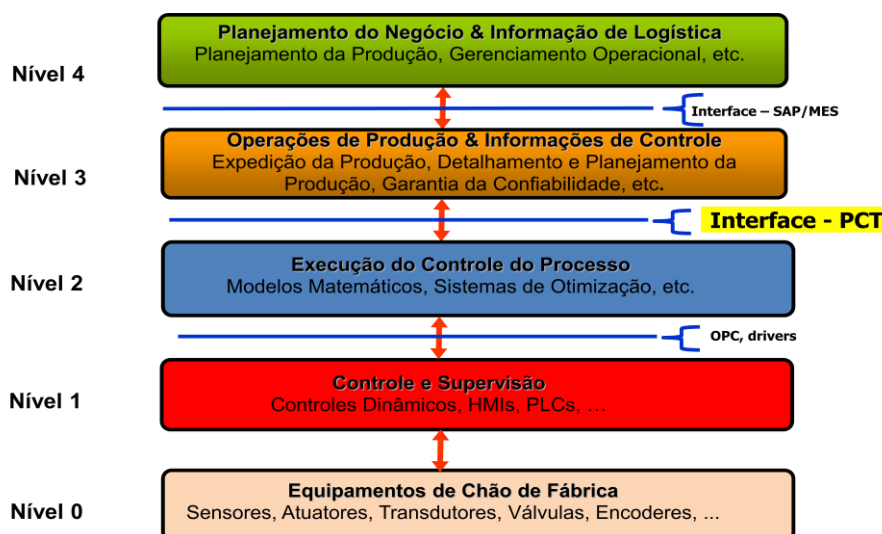 Planejamento do Negócio & Informação de Logística
Planejamento da Produção, Gerenciamento Operacional, etc.
Nível 4
Interface – SAP/MES
Operações de Produção & Informações de Controle
Expedição da Produção, Detalhamento e Planejamento da
Produção, Garantia da Confiabilidade, etc.
Nível 3
Interface - PCT
Execução do Controle do Processo
Modelos Matemáticos, Sistemas de Otimização, etc.
Nível 2
OPC, drivers
Controle e Supervisão
Controles Dinâmicos, HMIs, PLCs, ...
Nível 1
Equipamentos de Chão de Fábrica
Sensores, Atuatores, Transdutores, Válvulas, Encoderes, ...
Nível 0